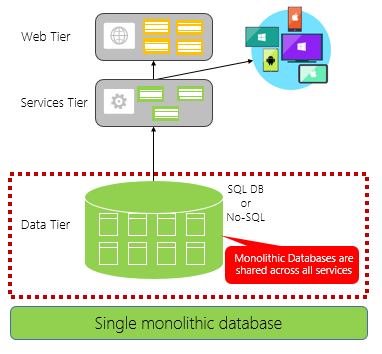 Web Tier
Services Tier
SQL DB
or
No-SQL
Data Tier
Monolithic Databases are
shared across all services
Single monolithic database